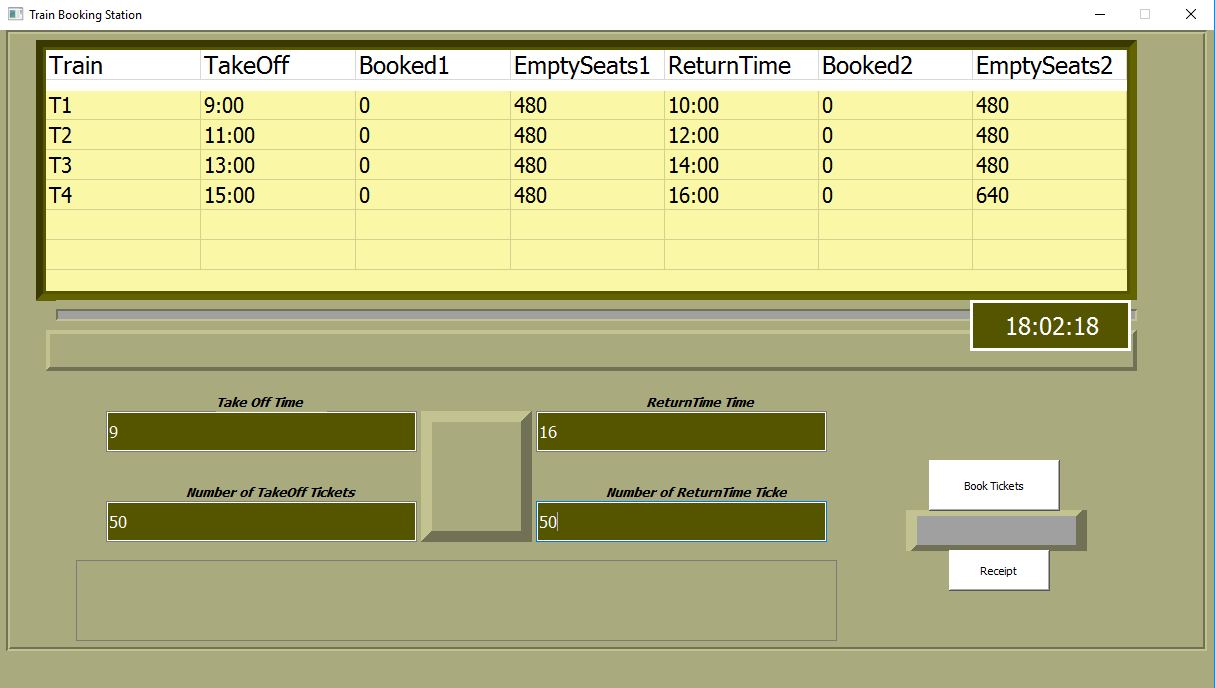 Train Booking Station
Train TakeOff Booked1 EmptySeats1 ReturnTime Booked2 EmptySeats2
T1 9:00 0 480 10:00 0 480
T2 11:00 0 480 12:00 0 480
T3 13:00 0 480 14:00 0 480
T4 15:00 0 480 16:00 0 640
18:02:18
Take Off Time ReturnTime Time
9 16
Number of TakeOff Tickets Number of ReturnTime Ticke
50 50
Book Tickets
Receipt